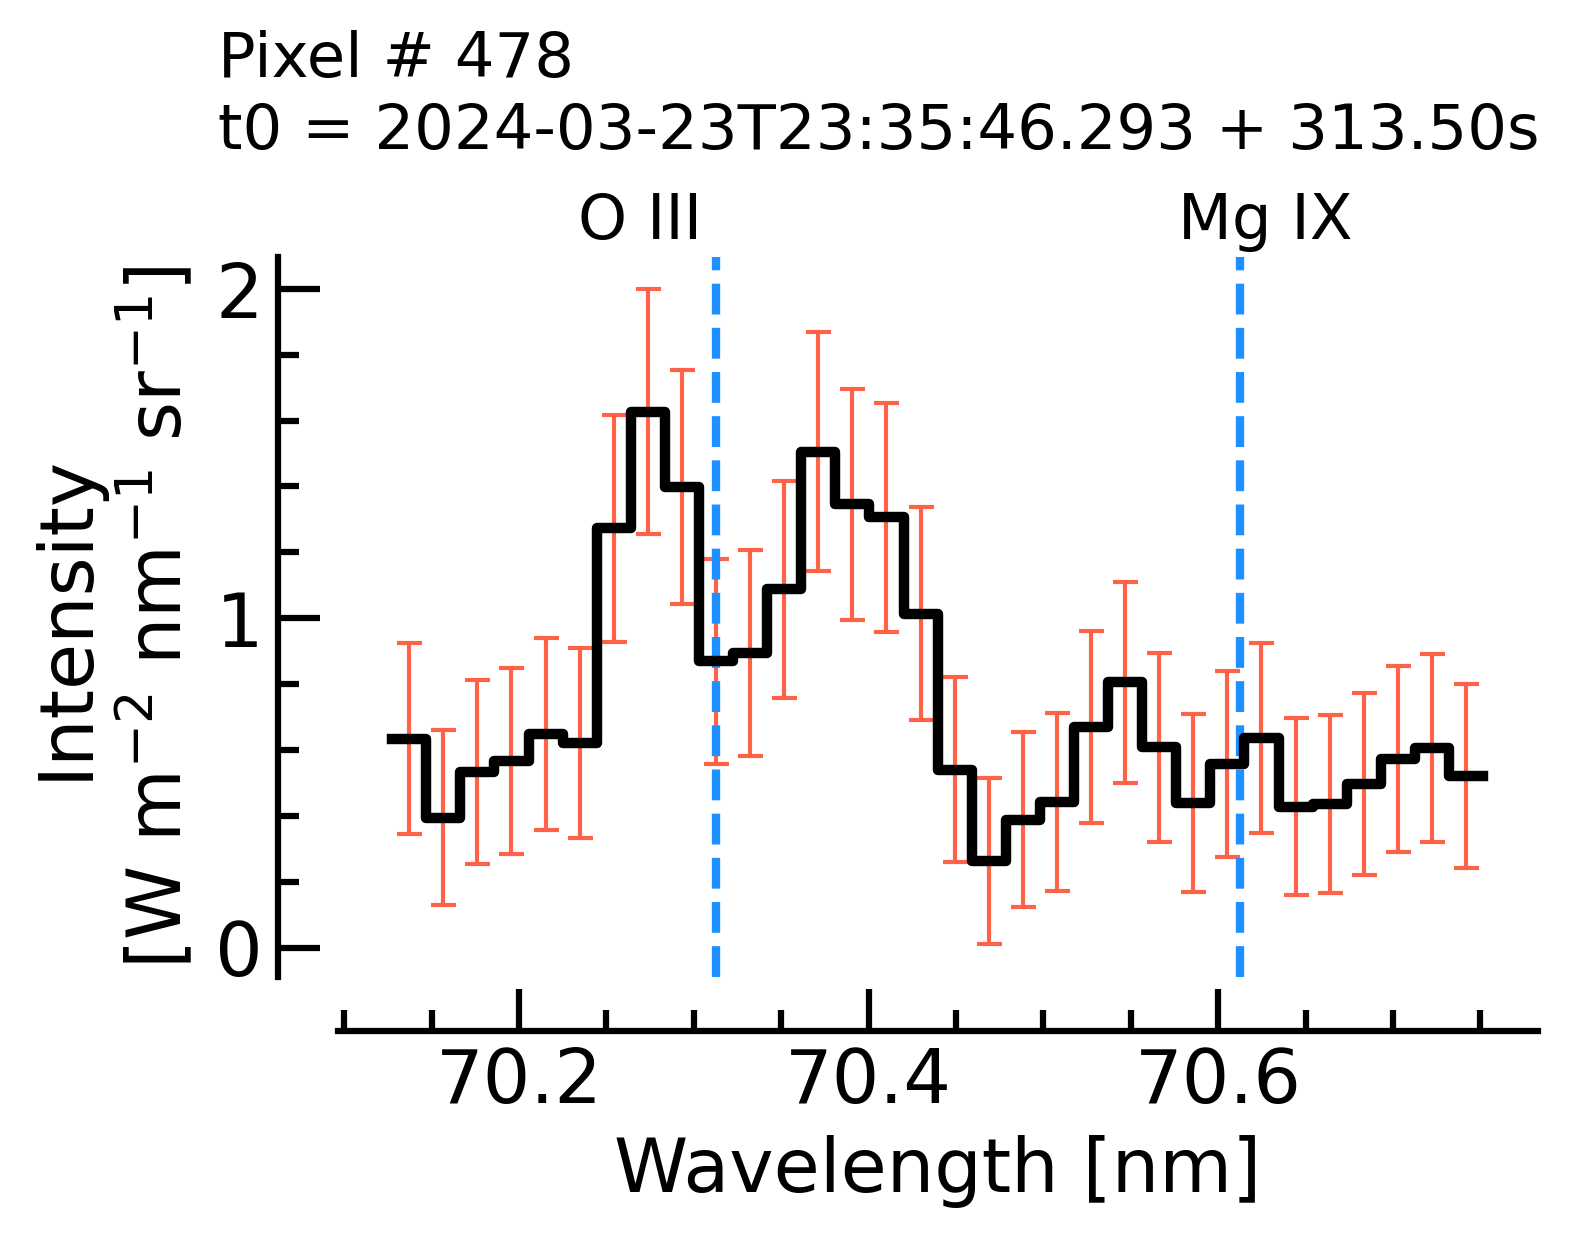 Pixel # 478
t0 = 2024-03-23T23:35:46.293 + 313.50s
O III
Mg IX
Intensity
[W m⁻² nm⁻¹ sr⁻¹]
2
1
0
70.2
70.4
70.6
Wavelength [nm]